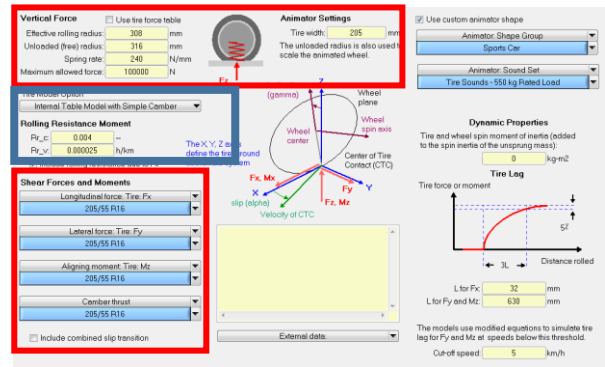 Vertical Force
Use tire force table
Effective rolling radius: 308 mm
Unloaded (free) radius: 316 mm
Spring rate: 240 N/mm
Maximum allowed force: 100000 N
Fz
Animator Settings
Tire width: 205 mm
The unloaded radius is also used t
scale the animated wheel.
Use custom animator shape
Animator: Shape Group
Sports Car
Animator: Sound Set
Tire Sounds - 550 kg Rated Load
Tire Model Option
Internal Table Model with Simple Camber
Rolling Resistance Moment
Rr_c: 0.004 --
Rr_v: 0.000025 h/km
Include rolling resistance due to Fx
The X, Y, Z axes
define the ground
(gamma)
Z
Wheel
plane
Wheel
spin axis
Wheel
center
Center of Tire
Contact (CTC)
Fx, Mx
X
Fy
Y
Fz, Mz
slip (alpha)
Velocity of CTC
Shear Forces and Moments
Longitudinal force: Tire: Fx
205/55 R16
Lateral force: Tire: Fy
205/55 R16
Aligning moment: Tire: Mz
205/55 R16
Camber thrust
205/55 R16
Include combined slip transition
External data:
Dynamic Properties
Tire and wheel spin moment of inertia (added
to the spin inertia of the unsprung mass):
0 kg-m2
Tire Lag
Tire force or moment
3L
Distance rolled
L for Fx: 32 mm
L for Fy and Mz: 630 mm
The models use modified equations to simulate tire
lag for Fy and Mz at speeds below this threshold.
Cut-off speed: 5 km/h